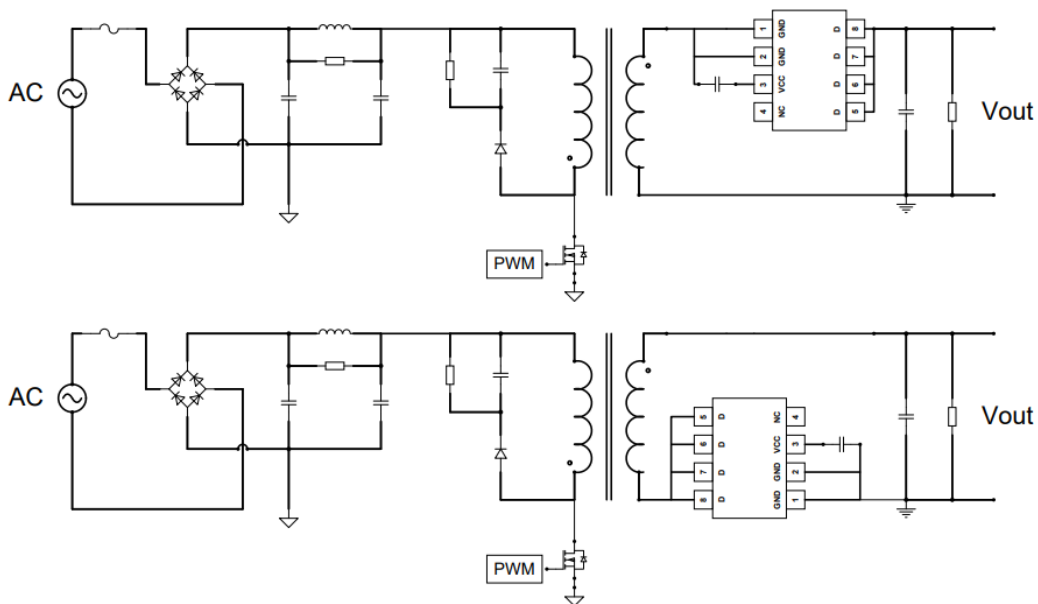 AC
1 GND
2 GND
3 VCC
4 NC
D 8
D 7
D 6
D 5
Vout
PWM
AC
5 D
6 D
7 D
8 D
NC 4
VCC 3
GND 2
GND 1
Vout
PWM